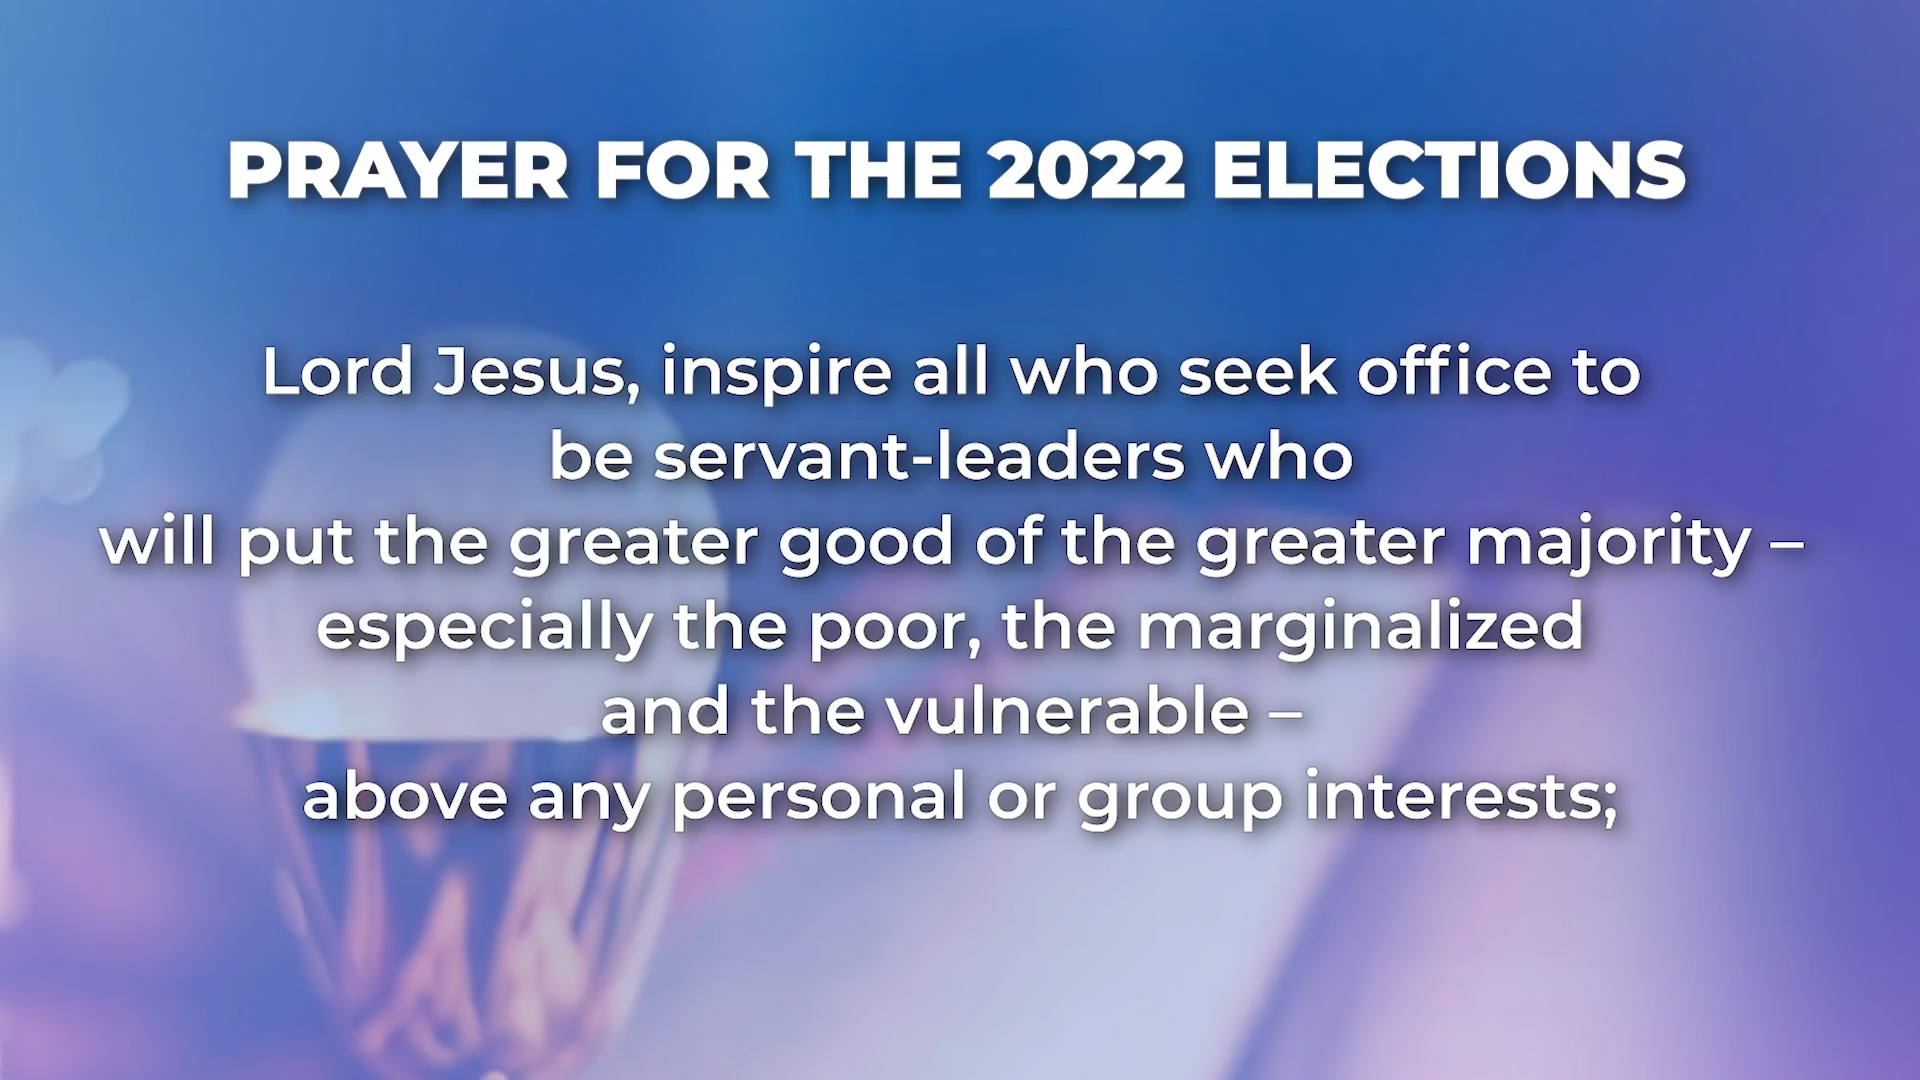 PRAYER FOR THE 2022 ELECTIONS
Lord Jesus, inspire all who seek office to
be servant-leaders who
will put the greater good of the greater majority –
especially the poor, the marginalized
and the vulnerable –
above any personal or group interests;